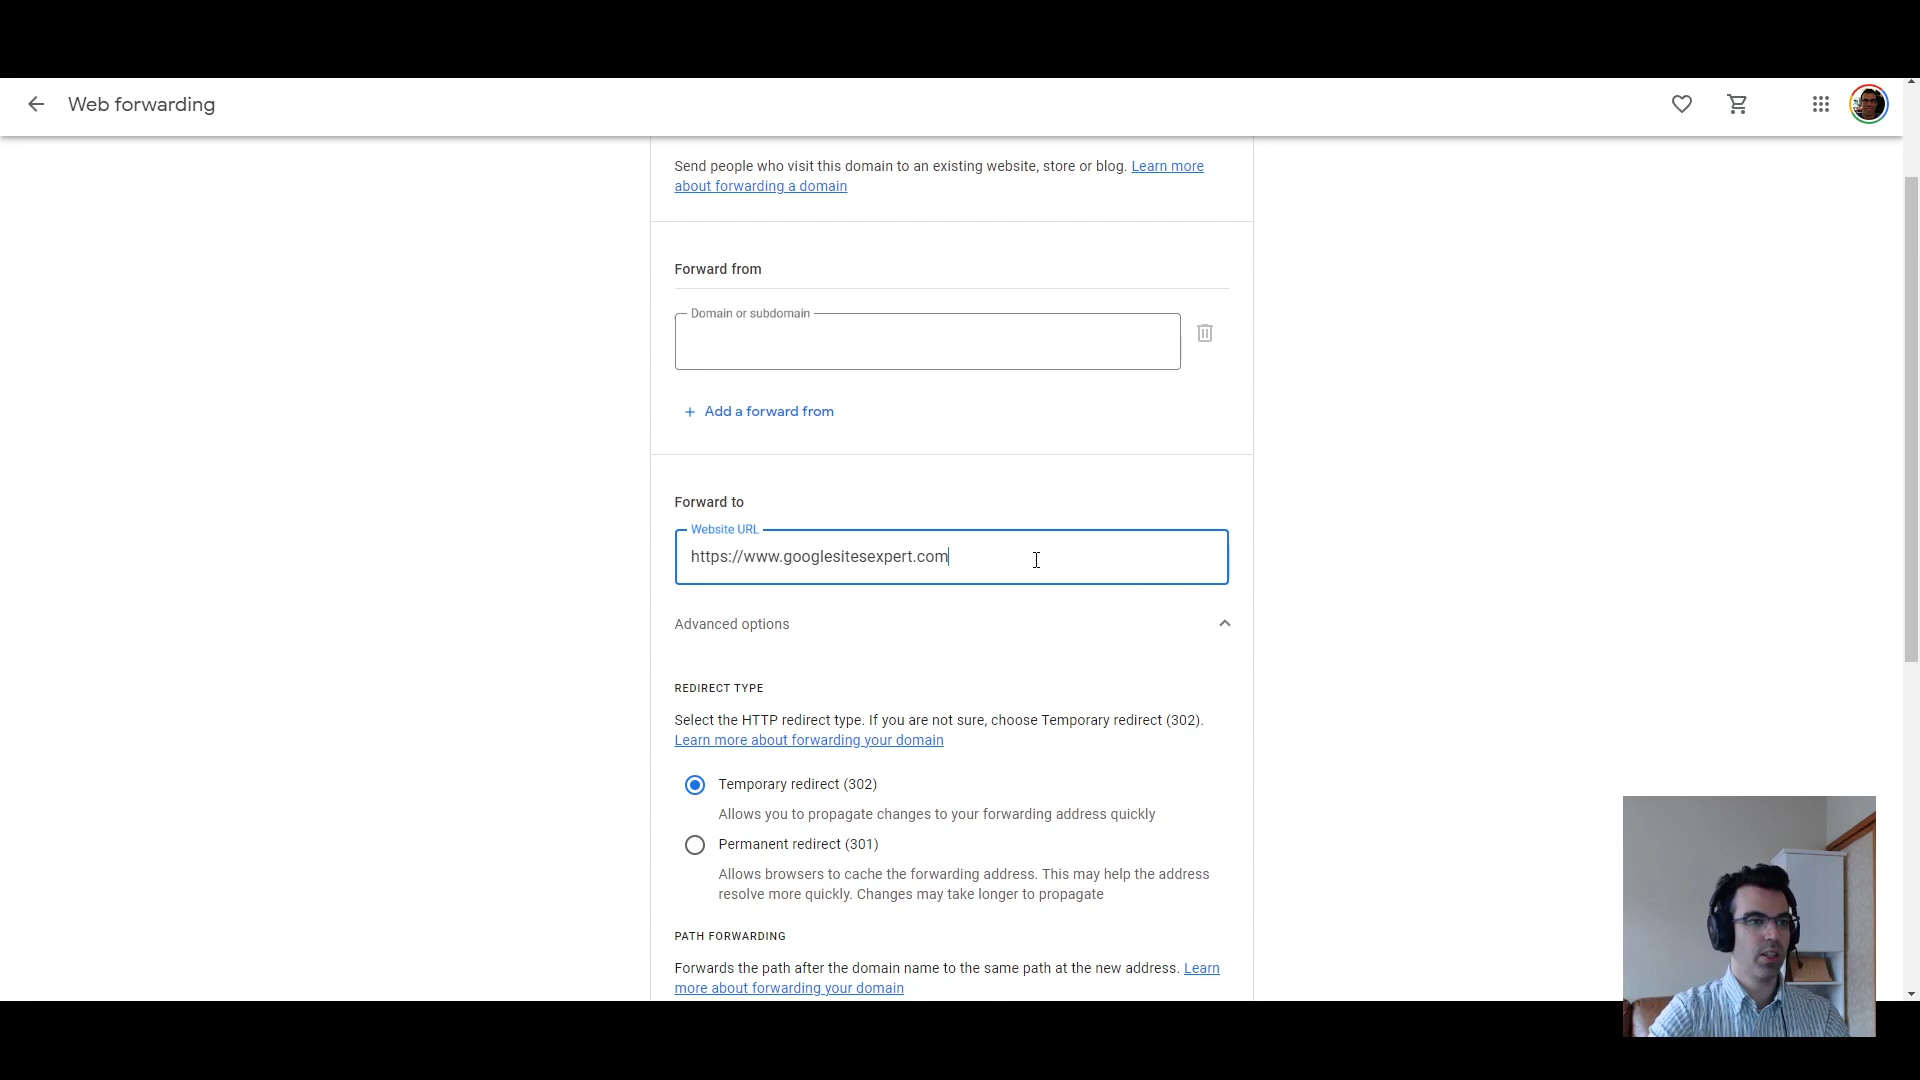 Web forwarding
Send people who visit this domain to an existing website, store or blog. Learn more
about forwarding a domain
Forward from
Domain or subdomain
+ Add a forward from
Forward to
Website URL
https://www.googlesitesexpert.com
Advanced options
REDIRECT TYPE
Select the HTTP redirect type. If you are not sure, choose Temporary redirect (302).
Learn more about forwarding your domain
Temporary redirect (302)
Allows you to propagate changes to your forwarding address quickly
Permanent redirect (301)
Allows browsers to cache the forwarding address. This may help the address
resolve more quickly. Changes may take longer to propagate
PATH FORWARDING
Forwards the path after the domain name to the same path at the new address. Learn
more about forwarding your domain